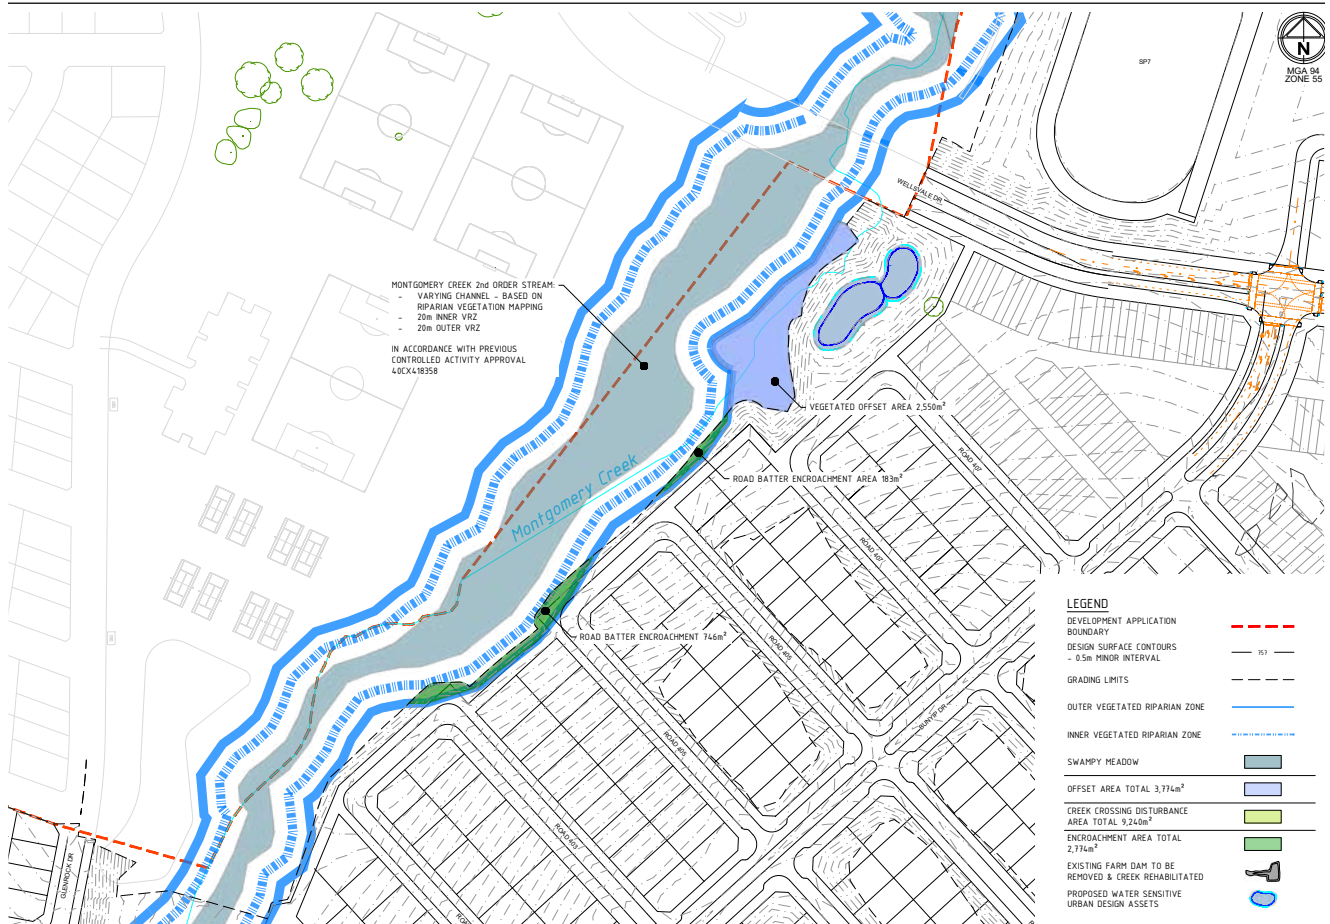 N
MGA 94
ZONE 55
SP7
WELLSVALE DR
MONTGOMERY CREEK 2nd ORDER STREAM:
- VARYING CHANNEL - BASED ON
RIPARIAN VEGETATION MAPPING
- 20m INNER VRZ
- 20m OUTER VRZ
IN ACCORDANCE WITH PREVIOUS
CONTROLLED ACTIVITY APPROVAL
40CX418358
VEGETATED OFFSET AREA 2,550m²
ROAD 407
ROAD BATTER ENCROACHMENT AREA 183m²
Montgomery Creek
ROAD 407
ROAD BATTER ENCROACHMENT 746m²
ROAD 405
BUNYIP DR
ROAD 405
ROAD 403
GLENROCK DR
LEGEND
DEVELOPMENT APPLICATION
BOUNDARY
DESIGN SURFACE CONTOURS
- 0.5m MINOR INTERVAL
757
GRADING LIMITS
OUTER VEGETATED RIPARIAN ZONE
INNER VEGETATED RIPARIAN ZONE
SWAMPY MEADOW
OFFSET AREA TOTAL 3,774m²
CREEK CROSSING DISTURBANCE
AREA TOTAL 9,240m²
ENCROACHMENT AREA TOTAL
2,774m²
EXISTING FARM DAM TO BE
REMOVED & CREEK REHABILITATED
PROPOSED WATER SENSITIVE
URBAN DESIGN ASSETS